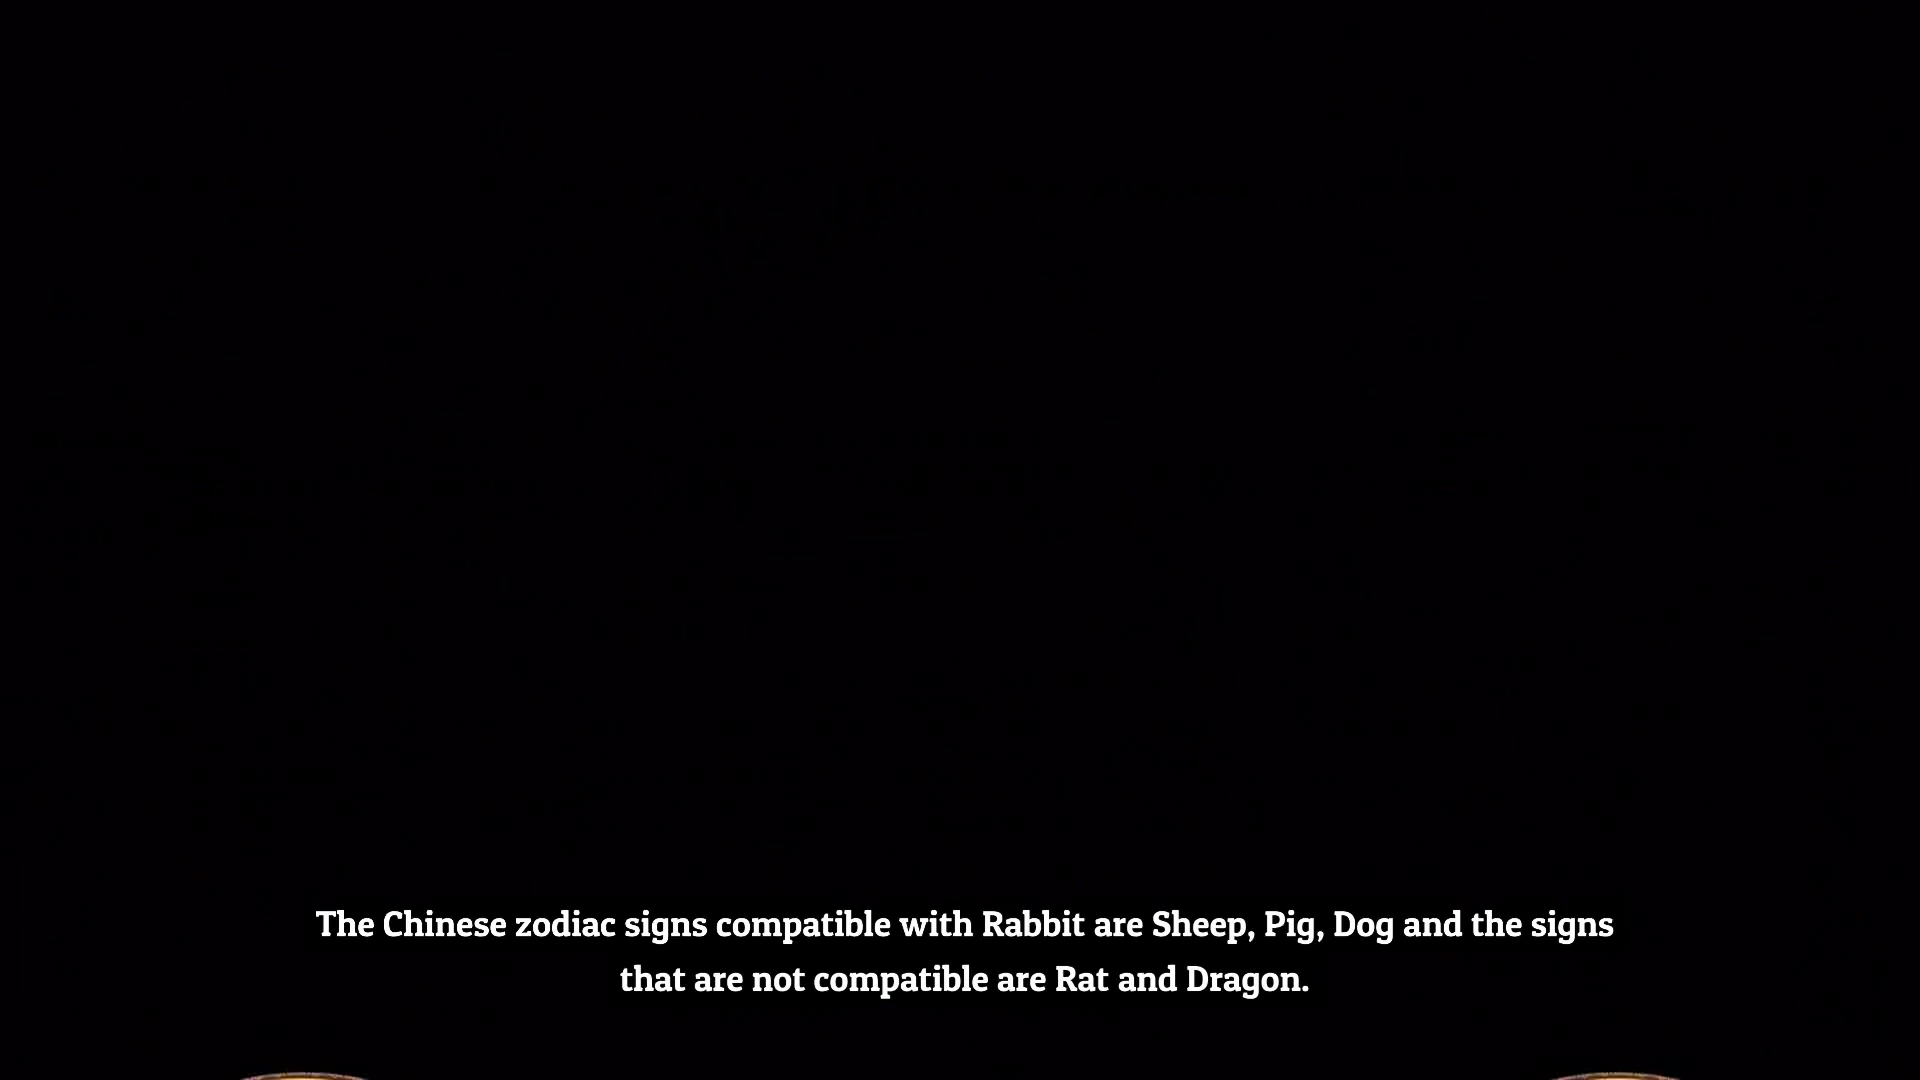 The Chinese zodiac signs compatible with Rabbit are Sheep, Pig, Dog and the signs
that are not compatible are Rat and Dragon.